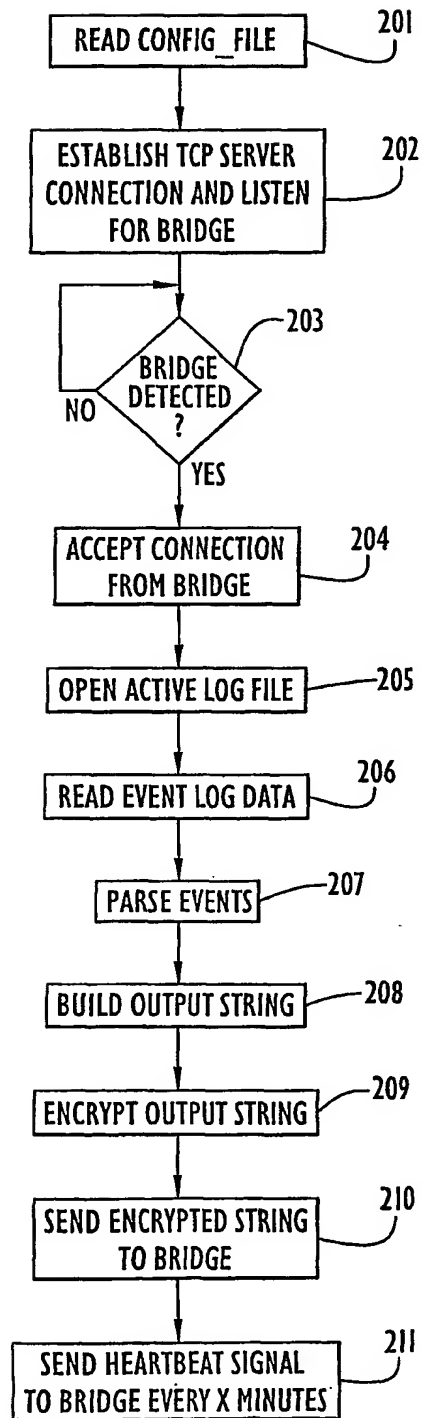 READ CONFIG_FILE
201
ESTABLISH TCP SERVER
CONNECTION AND LISTEN
FOR BRIDGE
202
BRIDGE
DETECTED
?
203
NO
YES
ACCEPT CONNECTION
FROM BRIDGE
204
OPEN ACTIVE LOG FILE
205
READ EVENT LOG DATA
206
PARSE EVENTS
207
BUILD OUTPUT STRING
208
ENCRYPT OUTPUT STRING
209
SEND ENCRYPTED STRING
TO BRIDGE
210
SEND HEARTBEAT SIGNAL
TO BRIDGE EVERY X MINUTES
211